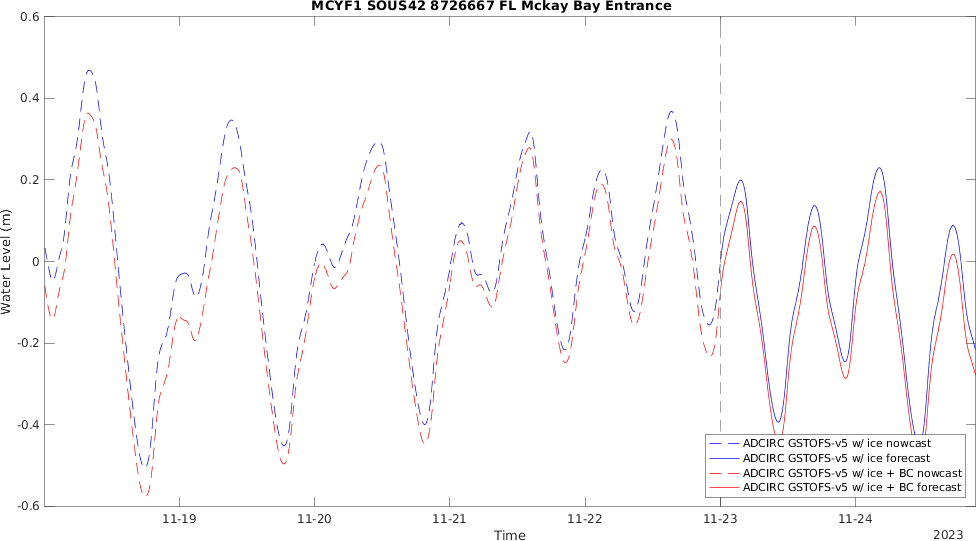 MCYF1 SOUS42 8726667 FL Mckay Bay Entrance
0.6
0.4
0.2
0
-0.2
-0.4
-0.6
Water Level (m)
11-19
11-20
11-21
11-22
11-23
11-24
Time
2023
ADCIRC GSTOFS-v5 w/ ice nowcast
ADCIRC GSTOFS-v5 w/ ice forecast
ADCIRC GSTOFS-v5 w/ ice + BC nowcast
ADCIRC GSTOFS-v5 w/ ice + BC forecast